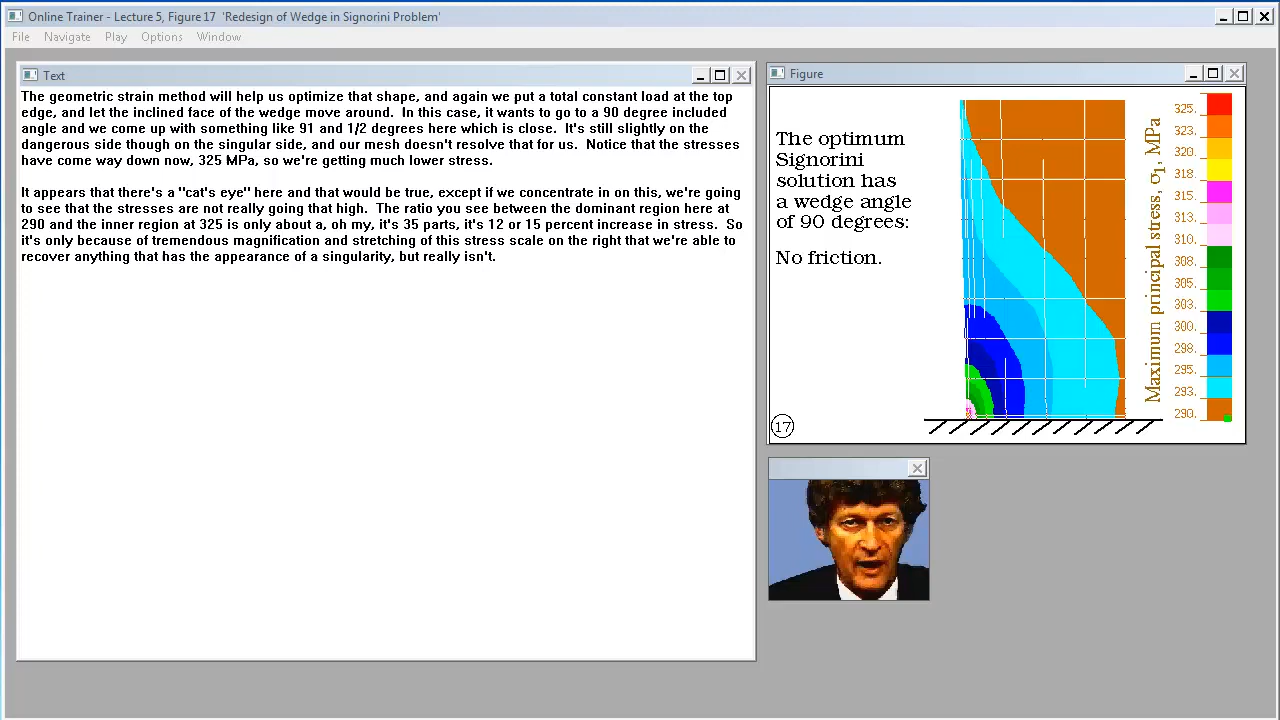 Online Trainer - Lecture 5, Figure 17 'Redesign of Wedge in Signorini Problem'
File Navigate Play Options Window
Text
The geometric strain method will help us optimize that shape, and again we put a total constant load at the top
edge, and let the inclined face of the wedge move around. In this case, it wants to go to a 90 degree included
angle and we come up with something like 91 and 1/2 degrees here which is close. It's still slightly on the
dangerous side though on the singular side, and our mesh doesn't resolve that for us. Notice that the stresses
have come way down now, 325 MPa, so we're getting much lower stress.
It appears that there's a "cat's eye" here and that would be true, except if we concentrate in on this, we're going
to see that the stresses are not really going that high. The ratio you see between the dominant region here at
290 and the inner region at 325 is only about a, oh my, it's 35 parts; it's 12 or 15 percent increase in stress. So
it's only because of tremendous magnification and stretching of this stress scale on the right that we're able to
recover anything that has the appearance of a singularity, but really isn't.
Figure
The optimum
Signorini
solution has
a wedge angle
of 90 degrees:
No friction.
17
Maximum principal stress, σ1, MPa
325.
323.
320.
318.
315.
313.
310.
308.
305.
303.
300.
298.
295.
293.
290.